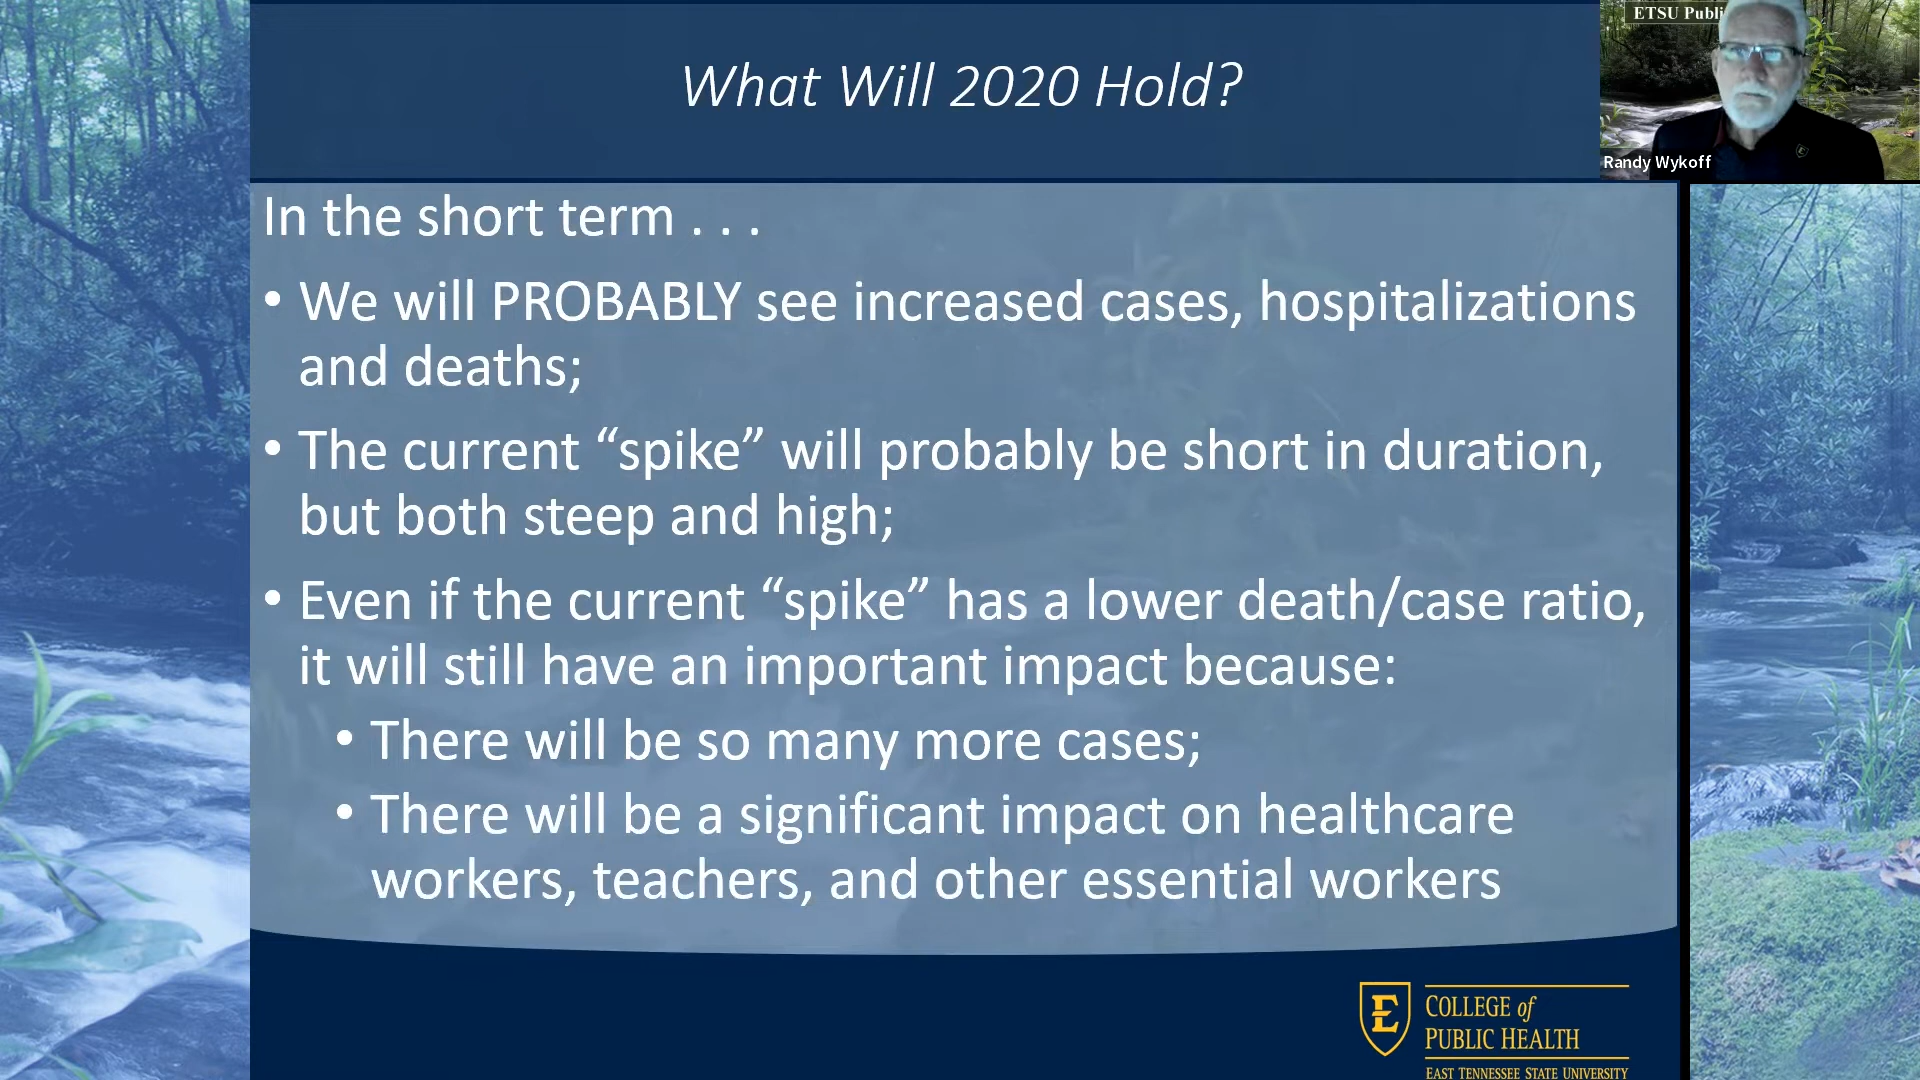 What Will 2020 Hold?
ETSU Publi
Randy Wykoff
In the short term . . .
• We will PROBABLY see increased cases, hospitalizations
and deaths;
• The current “spike” will probably be short in duration,
but both steep and high;
• Even if the current “spike” has a lower death/case ratio,
it will still have an important impact because:
• There will be so many more cases;
• There will be a significant impact on healthcare
workers, teachers, and other essential workers
E
COLLEGE of
PUBLIC HEALTH
EAST TENNESSEE STATE UNIVERSITY